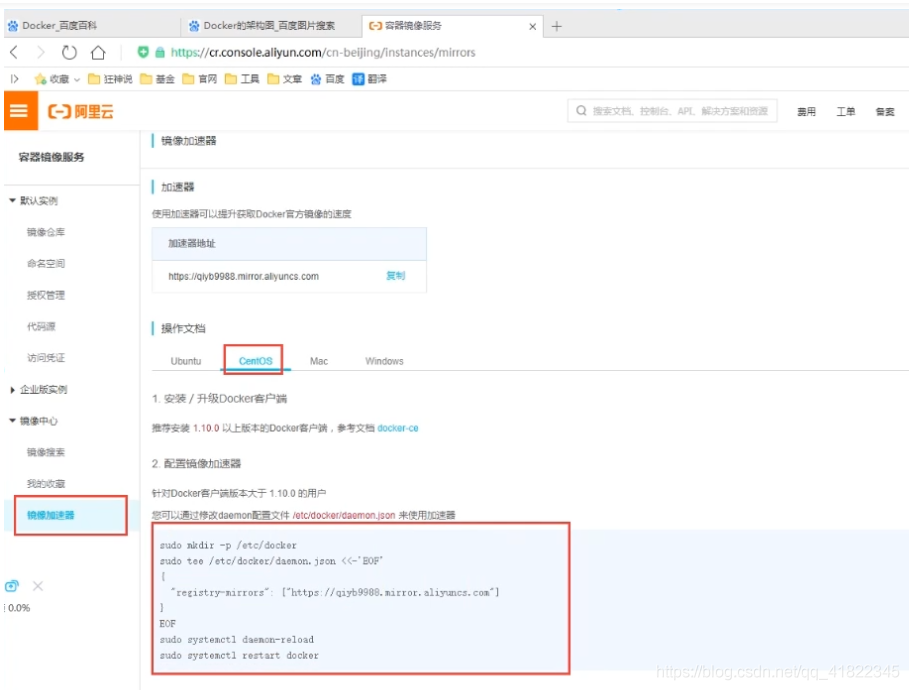 Docker_百度百科
Docker的架构图_百度图片搜索
容器镜像服务
https://cr.console.aliyun.com/cn-beijing/instances/mirrors
收藏
狂神说
基金
官网
工具
文章
百度
译 翻译
阿里云
搜索文档、控制台、API、解决方案和资源
费用 工单 备案
容器镜像服务
默认实例
镜像仓库
命名空间
授权管理
代码源
访问凭证
企业版实例
镜像中心
镜像搜索
我的收藏
镜像加速器
0.0%
镜像加速器
加速器
使用加速器可以提升获取Docker官方镜像的速度
加速器地址
https://qiyb9988.mirror.aliyuncs.com 复制
操作文档
Ubuntu CentOS Mac Windows
1. 安装 / 升级Docker客户端
推荐安装 1.10.0 以上版本的Docker客户端，参考文档 docker-ce
2. 配置镜像加速器
针对Docker客户端版本大于 1.10.0 的用户
您可以通过修改daemon配置文件 /etc/docker/daemon.json 来使用加速器
sudo mkdir -p /etc/docker
sudo tee /etc/docker/daemon.json <<-'EOF'
{
"registry-mirrors": ["https://qiyb9988.mirror.aliyuncs.com"]
}
EOF
sudo systemctl daemon-reload
sudo systemctl restart docker
https://blog.csdn.net/qq_41822345